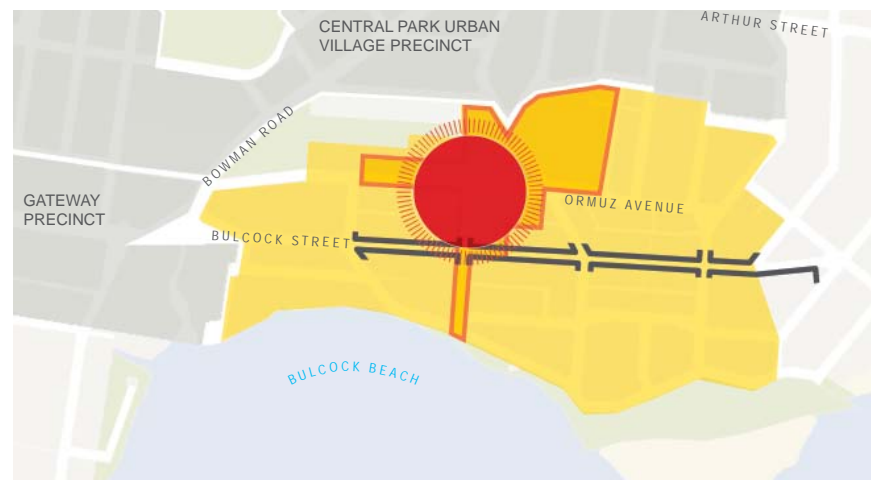 CENTRAL PARK URBAN
VILLAGE PRECINCT
ARTHUR STREET
BOWMAN ROAD
GATEWAY
PRECINCT
ORMUZ AVENUE
BULCOCK STREET
BULCOCK BEACH